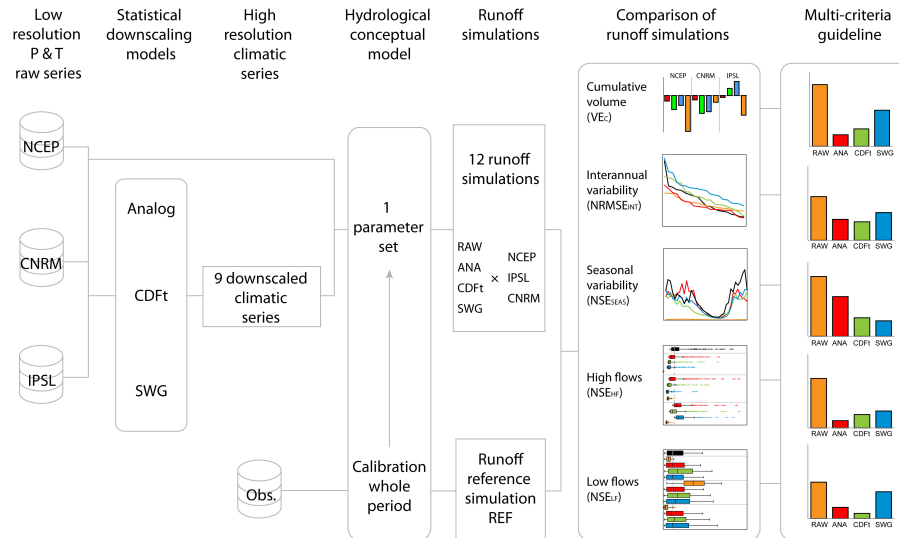 Low
resolution
P & T
raw series
Statistical
downscaling
models
High
resolution
climatic
series
Hydrological
conceptual
model
Runoff
simulations
Comparison of
runoff simulations
Multi-criteria
guideline
NCEP
CNRM
IPSL
Analog
CDFt
SWG
9 downscaled
climatic
series
Obs.
1
parameter
set
Calibration
whole
period
12 runoff
simulations
RAW
ANA
CDFt
SWG
×
NCEP
IPSL
CNRM
Runoff
reference
simulation
REF
Cumulative
volume
(VEC)
NCEP CNRM IPSL
Interannual
variability
(NRMSEINT)
Seasonal
variability
(NSESEAS)
High flows
(NSEHF)
Low flows
(NSELF)
RAW ANA CDFt SWG
RAW ANA CDFt SWG
RAW ANA CDFt SWG
RAW ANA CDFt SWG
RAW ANA CDFt SWG